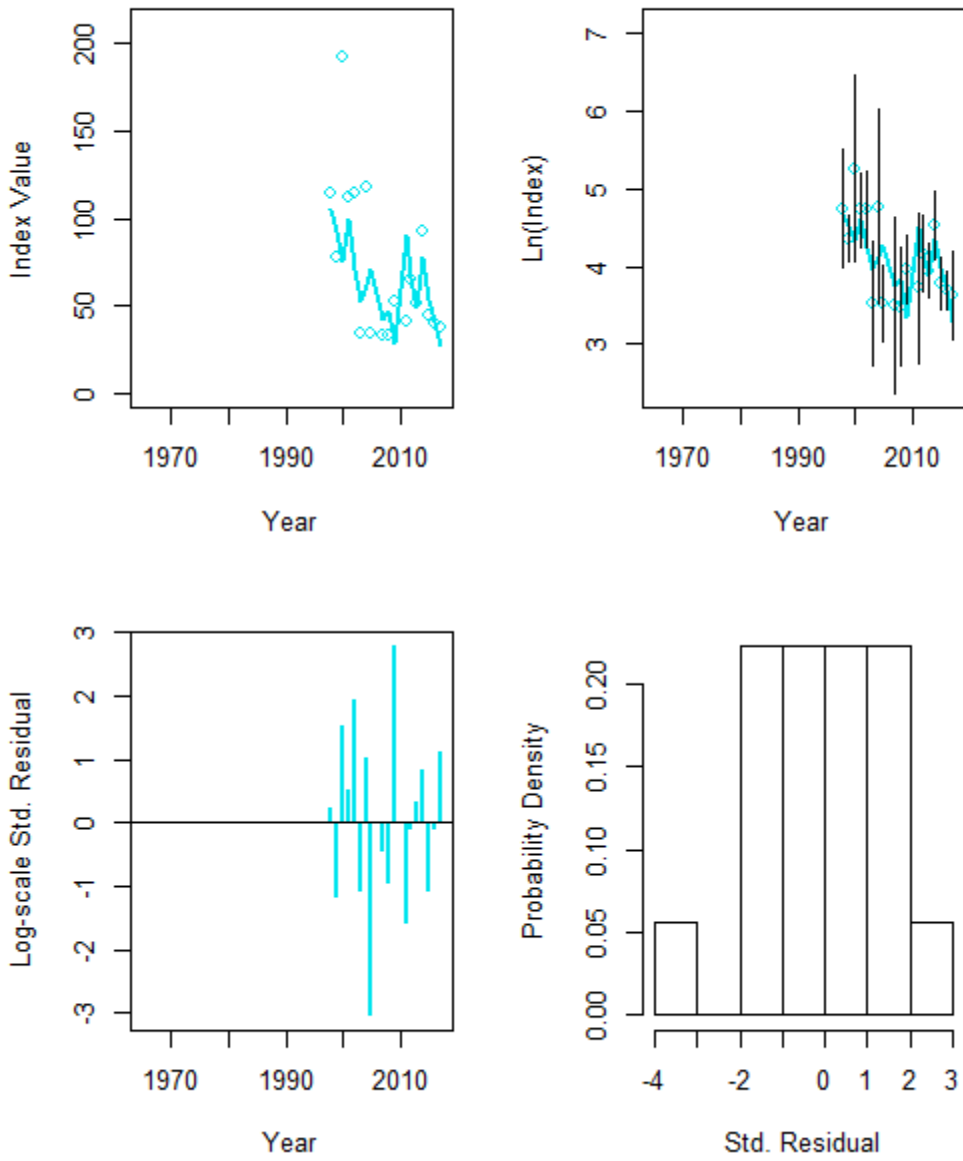 Index Value
200
150
100
50
0
1970 1990 2010
Year
Ln(Index)
7
6
5
4
3
1970 1990 2010
Year
Log-scale Std. Residual
3
2
1
0
-1
-2
-3
1970 1990 2010
Year
Probability Density
0.20
0.15
0.10
0.05
0.00
-4 -2 0 1 2 3
Std. Residual